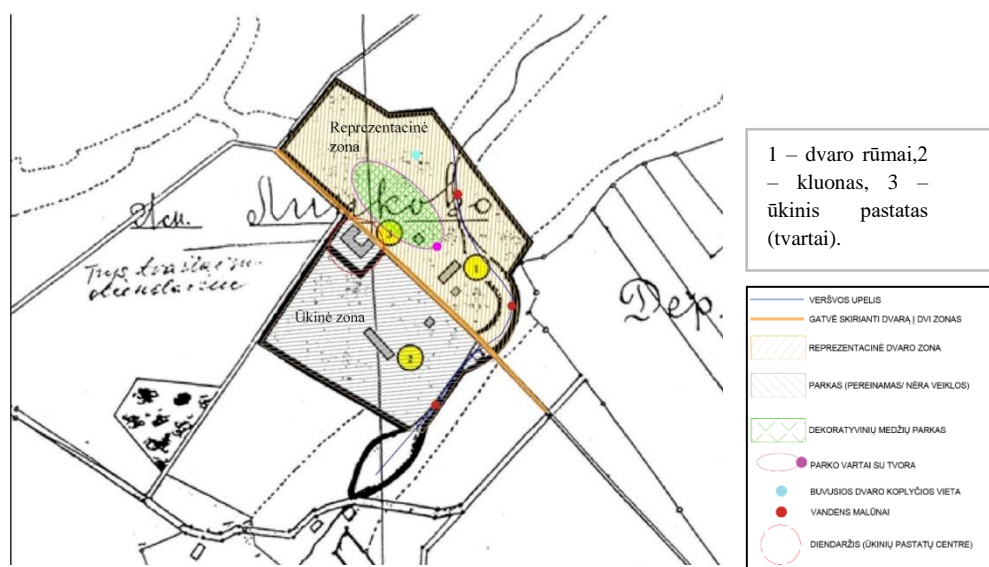 Reprezentacinė
zona
3
1
Ūkinė zona
2
Dep.
1 – dvaro rūmai,2
– kluonas, 3 –
ūkinis pastatas
(tvartai).
VERŠVOS UPELIS
GATVĖ SKIRIANTI DVARĄ Į DVI ZONAS
REPREZENTACINĖ DVARO ZONA
PARKAS (PEREINAMAS/ NĖRA VEIKLOS)
DEKORATYVINIŲ MEDŽIŲ PARKAS
PARKO VARTAI SU TVORA
BUVUSIOS DVARO KOPLYČIOS VIETA
VANDENS MALŪNAI
DIENDARŽIS (ŪKINIŲ PASTATŲ CENTRE)